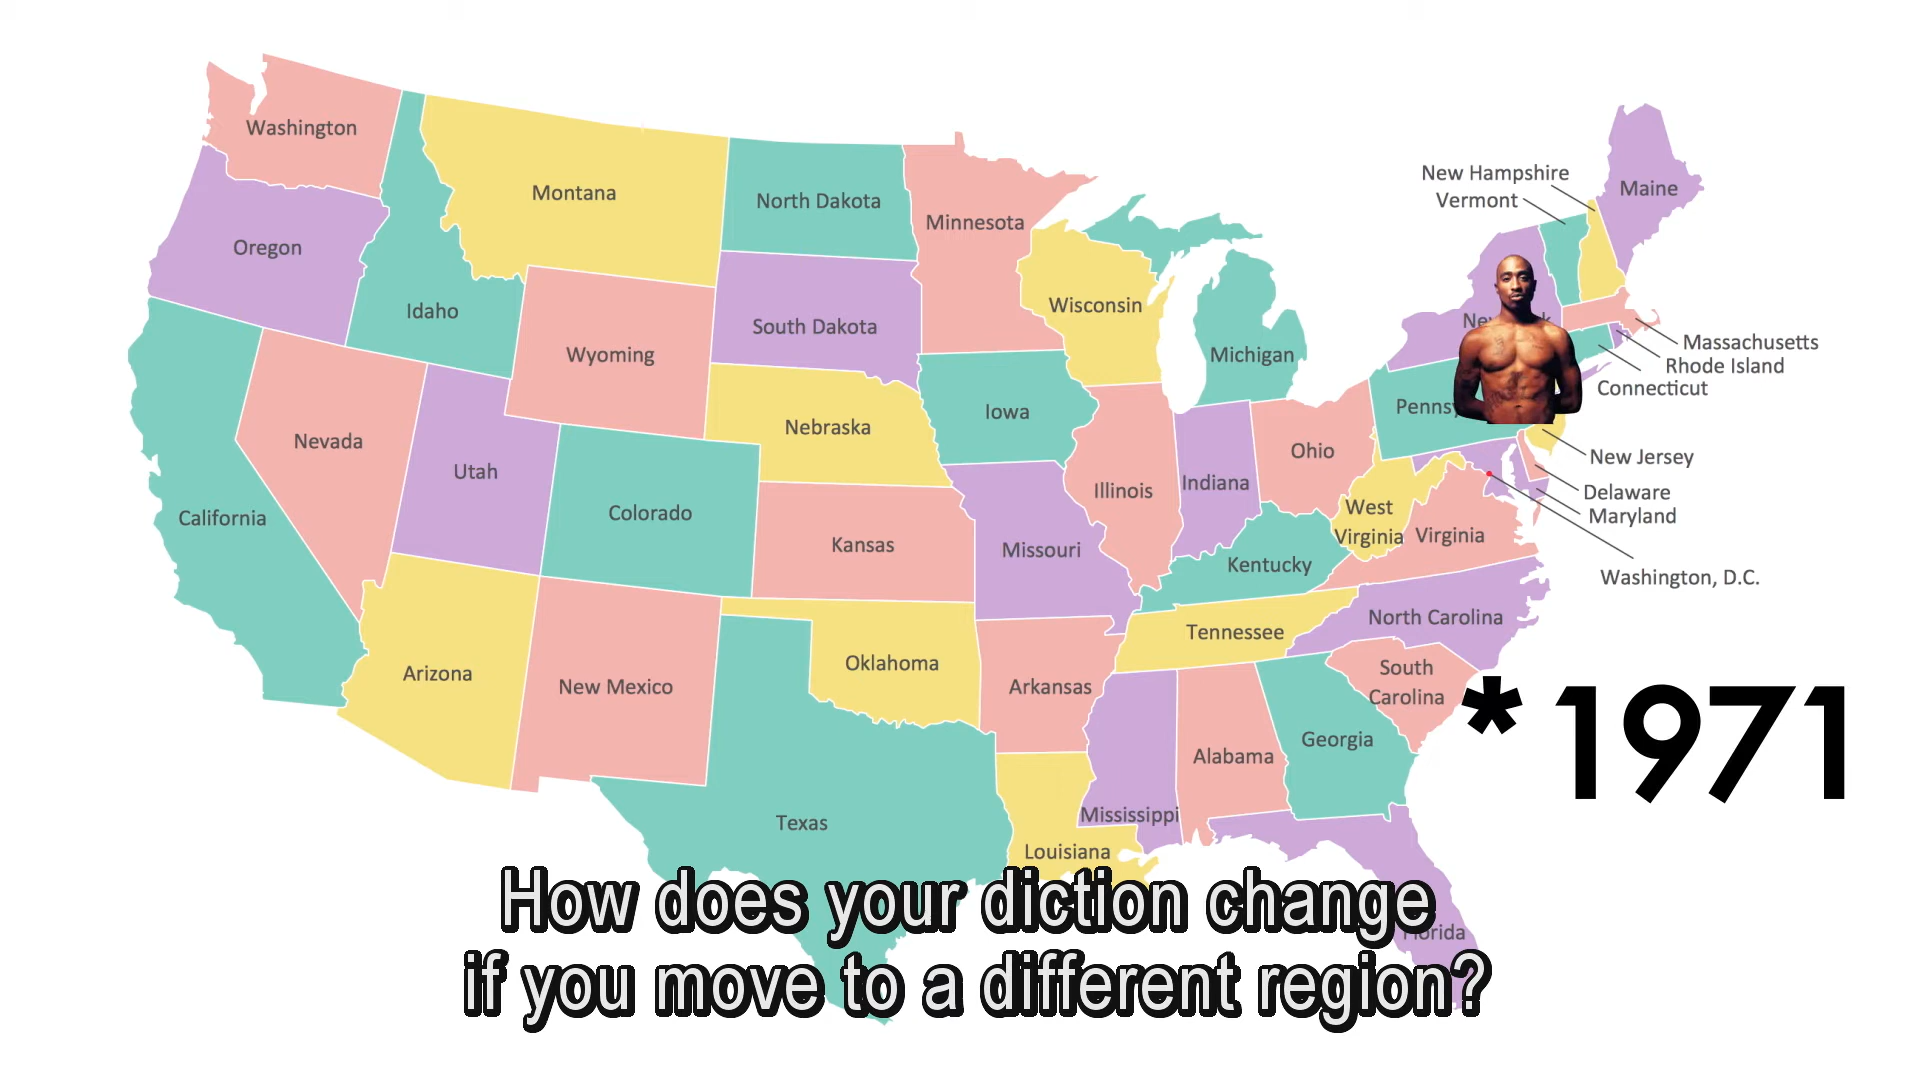 Washington
Oregon
California
Nevada
Idaho
Montana
Wyoming
Utah
Arizona
Colorado
New Mexico
North Dakota
South Dakota
Nebraska
Kansas
Oklahoma
Texas
Minnesota
Iowa
Missouri
Arkansas
Louisiana
Wisconsin
Illinois
Michigan
Indiana
Ohio
Kentucky
Tennessee
Mississippi
Alabama
Georgia
West
Virginia
Virginia
North Carolina
South
Carolina
New Hampshire
Vermont
Maine
Massachusetts
Rhode Island
Connecticut
New Jersey
Delaware
Maryland
Washington, D.C.
*1971
How does your diction change
if you move to a different region?